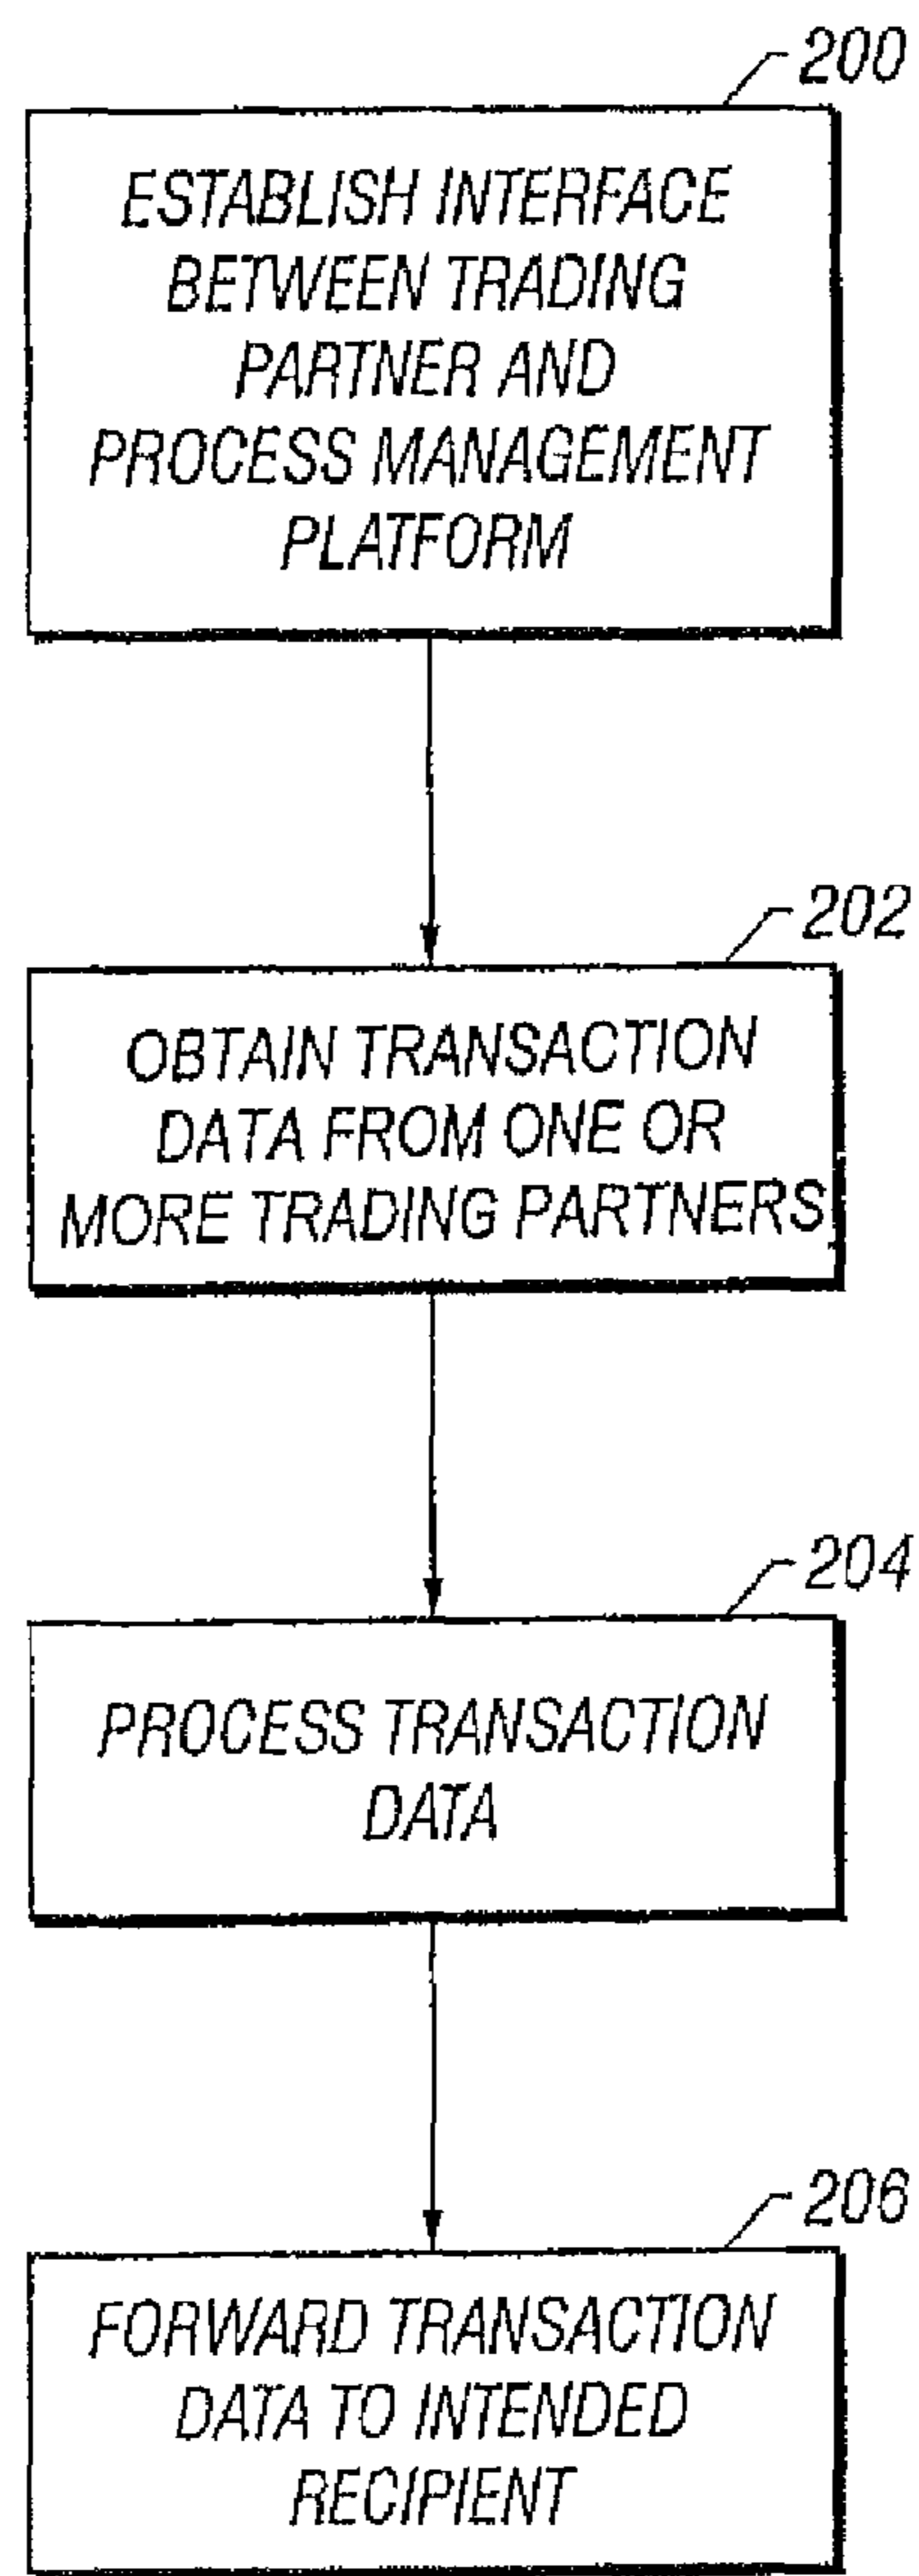 200
ESTABLISH INTERFACE
BETWEEN TRADING
PARTNER AND
PROCESS MANAGEMENT
PLATFORM
202
OBTAIN TRANSACTION
DATA FROM ONE OR
MORE TRADING PARTNERS
204
PROCESS TRANSACTION
DATA
206
FORWARD TRANSACTION
DATA TO INTENDED
RECIPIENT